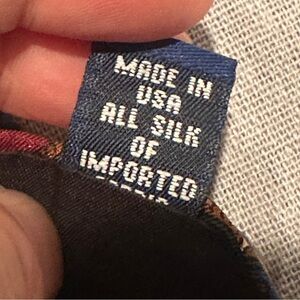 MADE IN
USA
ALL SILK
OF
IMPORTED